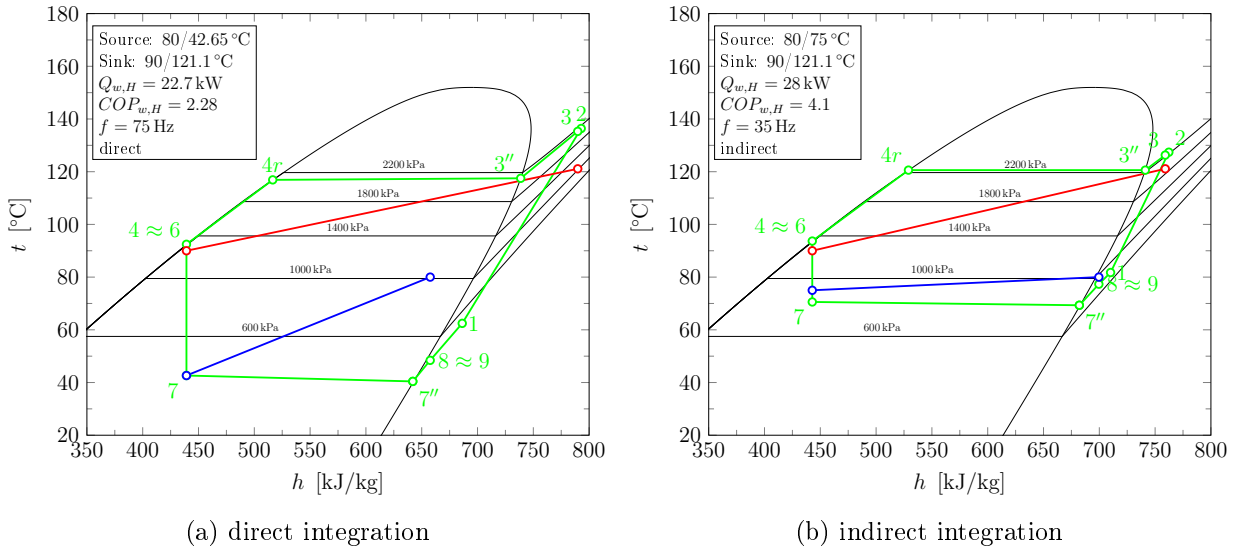 180
160
140
120
100
80
60
40
20
t [°C]
350 400 450 500 550 600 650 700 750 800
h [kJ/kg]
Source: 80/42.65 °C
Sink: 90/121.1 °C
Q_{w,H} = 22.7 kW
COP_{w,H} = 2.28
f = 75 Hz
direct
2200 kPa
1800 kPa
1400 kPa
1000 kPa
600 kPa
3 2
4r
3″
4 ≈ 6
1
8 ≈ 9
7
7″
(a) direct integration
180
160
140
120
100
80
60
40
20
t [°C]
350 400 450 500 550 600 650 700 750 800
h [kJ/kg]
Source: 80/75 °C
Sink: 90/121.1 °C
Q_{w,H} = 28 kW
COP_{w,H} = 4.1
f = 35 Hz
indirect
2200 kPa
1800 kPa
1400 kPa
1000 kPa
600 kPa
3 2
4r
3″
4 ≈ 6
1
8 ≈ 9
7
7″
(b) indirect integration